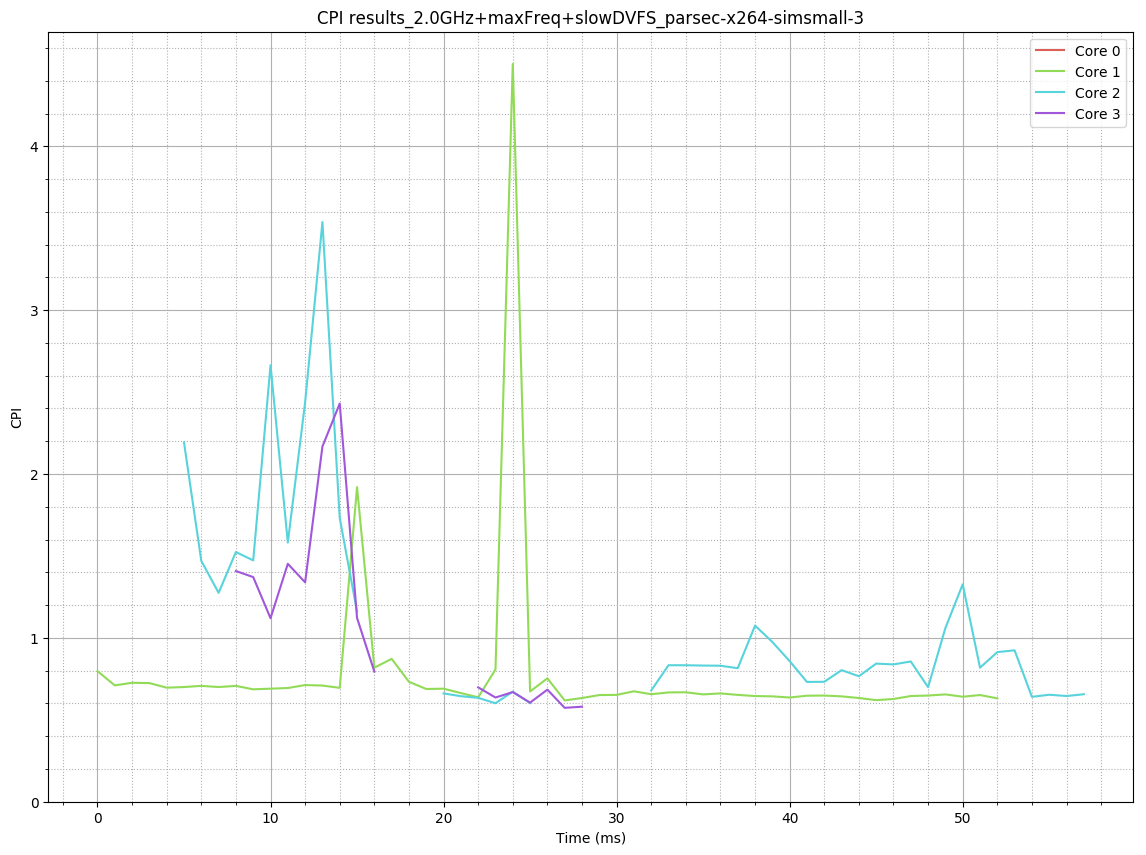 CPI results_2.0GHz+maxFreq+slowDVFS_parsec-x264-simsmall-3
Core 0
Core 1
Core 2
Core 3
CPI
4
3
2
1
0
0 10 20 30 40 50
Time (ms)